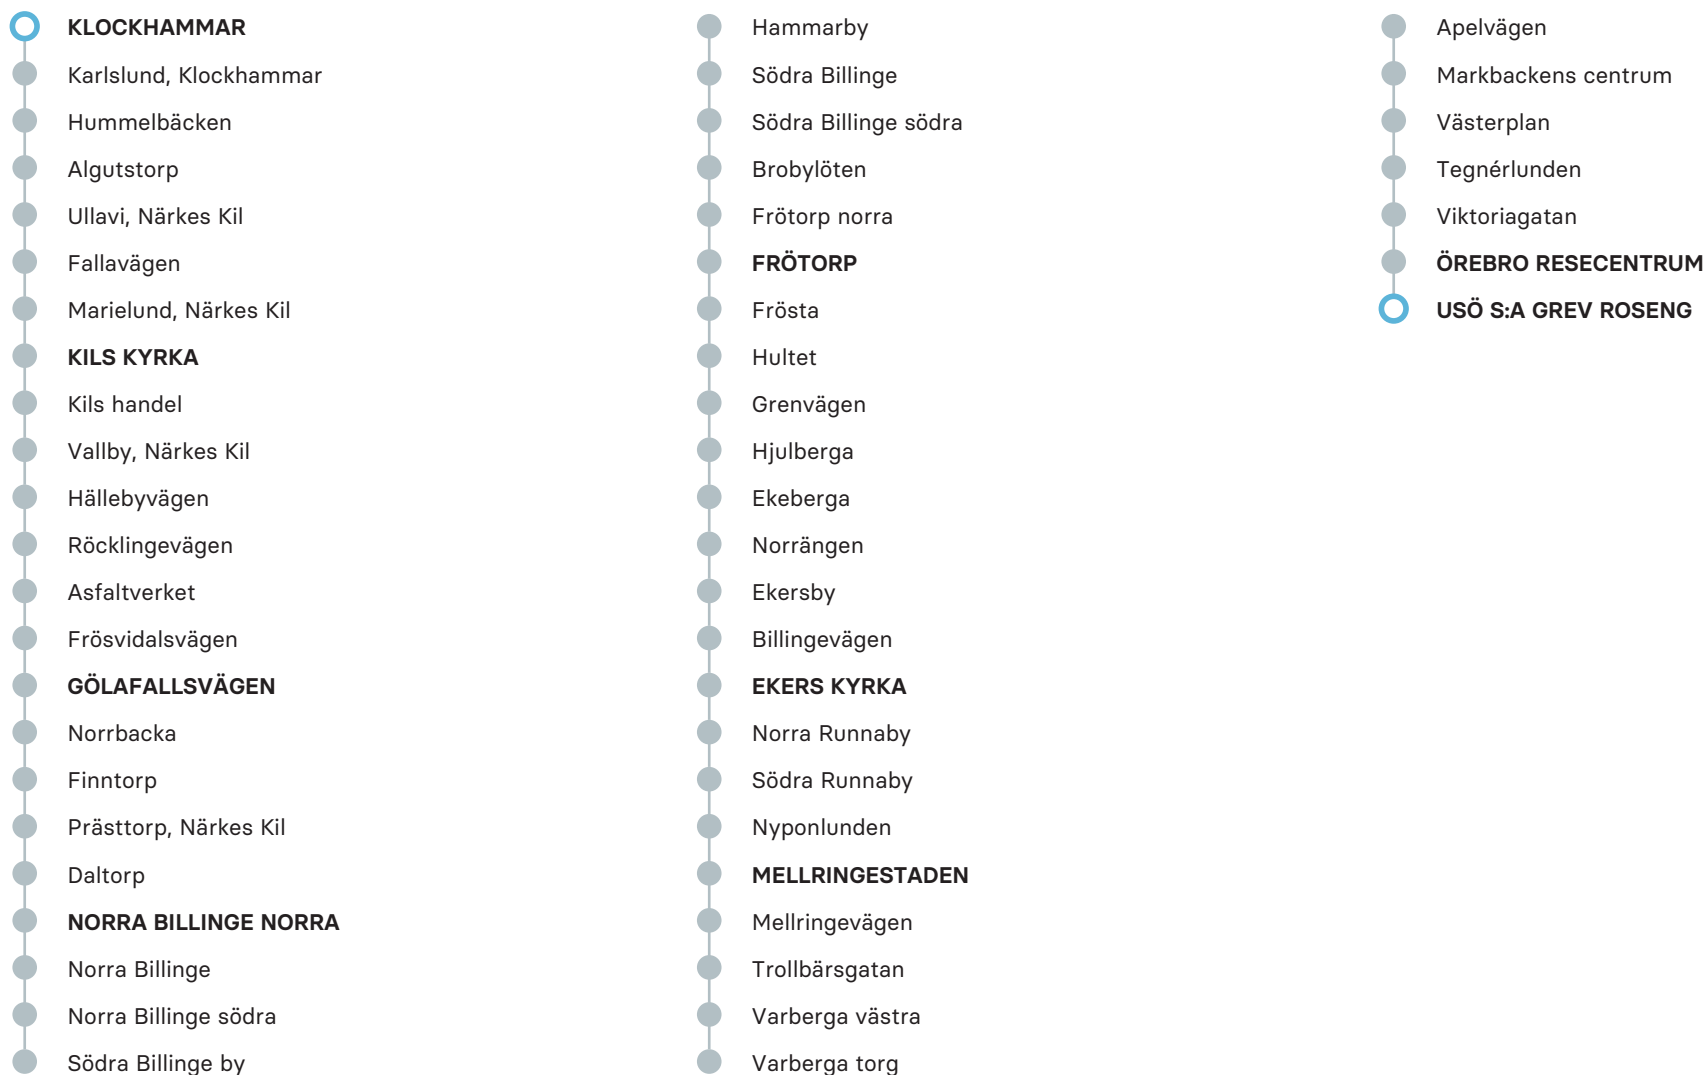 KLOCKHAMMAR
Karlslund, Klockhammar
Hummelbäcken
Algutstorp
Ullavi, Närkes Kil
Fallavägen
Marielund, Närkes Kil
KILS KYRKA
Kils handel
Vallby, Närkes Kil
Hällebyvägen
Röcklingevägen
Asfaltverket
Frösvidalsvägen
GÖLAFALLSVÄGEN
Norrbacka
Finntorp
Prästtorp, Närkes Kil
Daltorp
NORRA BILLINGE NORRA
Norra Billinge
Norra Billinge södra
Södra Billinge by
Hammarby
Södra Billinge
Södra Billinge södra
Brobylöten
Frötorp norra
FRÖTORP
Frösta
Hultet
Grenvägen
Hjulberga
Ekeberga
Norrängen
Ekersby
Billingevägen
EKERS KYRKA
Norra Runnaby
Södra Runnaby
Nyponlunden
MELLRINGESTADEN
Mellringevägen
Trollbärsgatan
Varberga västra
Varberga torg
Apelvägen
Markbackens centrum
Västerplan
Tegnérlunden
Viktoriagatan
ÖREBRO RESECENTRUM
USÖ S:A GREV ROSENG